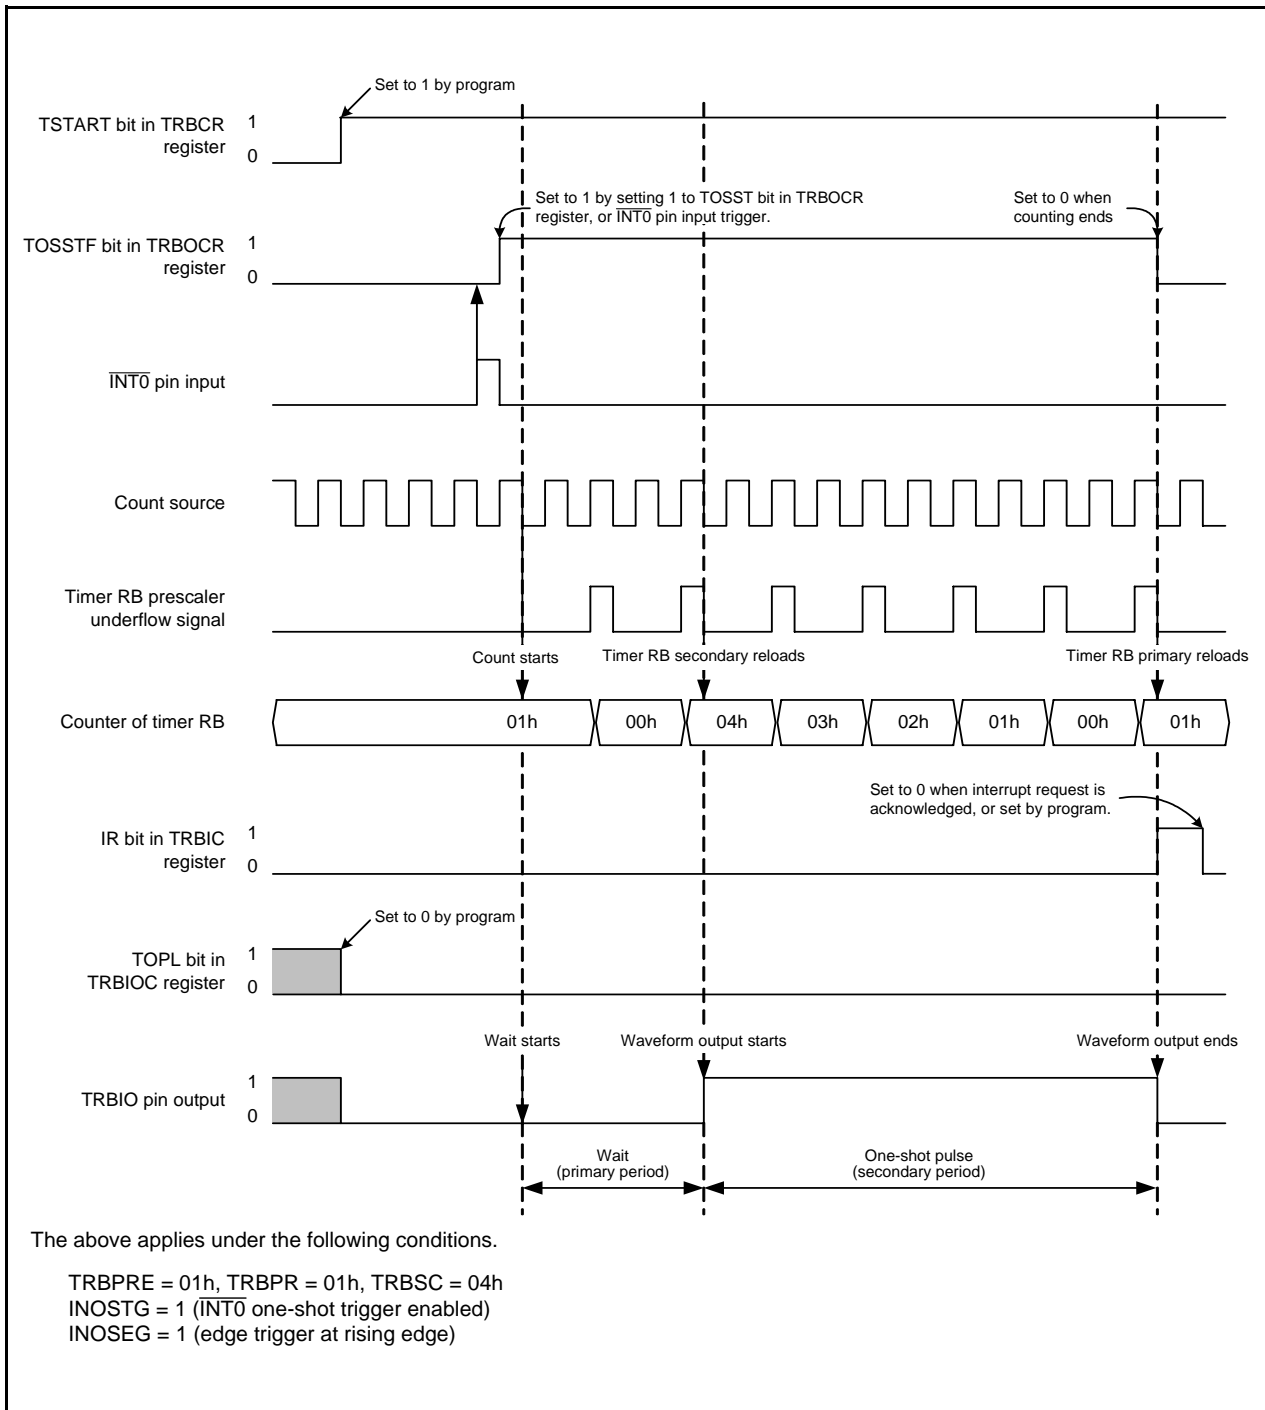 Set to 1 by program
TSTART bit in TRBCR
register
1
0
Set to 1 by setting 1 to TOSST bit in TRBOCR
register, or INT0 pin input trigger.
Set to 0 when
counting ends
TOSSTF bit in TRBOCR
register
1
0
INT0 pin input
Count source
Timer RB prescaler
underflow signal
Count starts
Timer RB secondary reloads
Timer RB primary reloads
Counter of timer RB
01h
00h
04h
03h
02h
01h
00h
01h
Set to 0 when interrupt request is
acknowledged, or set by program.
IR bit in TRBIC
register
1
0
Set to 0 by program
TOPL bit in
TRBIOC register
1
0
Wait starts
Waveform output starts
Waveform output ends
TRBIO pin output
1
0
Wait
(primary period)
One-shot pulse
(secondary period)
The above applies under the following conditions.
TRBPRE = 01h, TRBPR = 01h, TRBSC = 04h
INOSTG = 1 (INT0 one-shot trigger enabled)
INOSEG = 1 (edge trigger at rising edge)